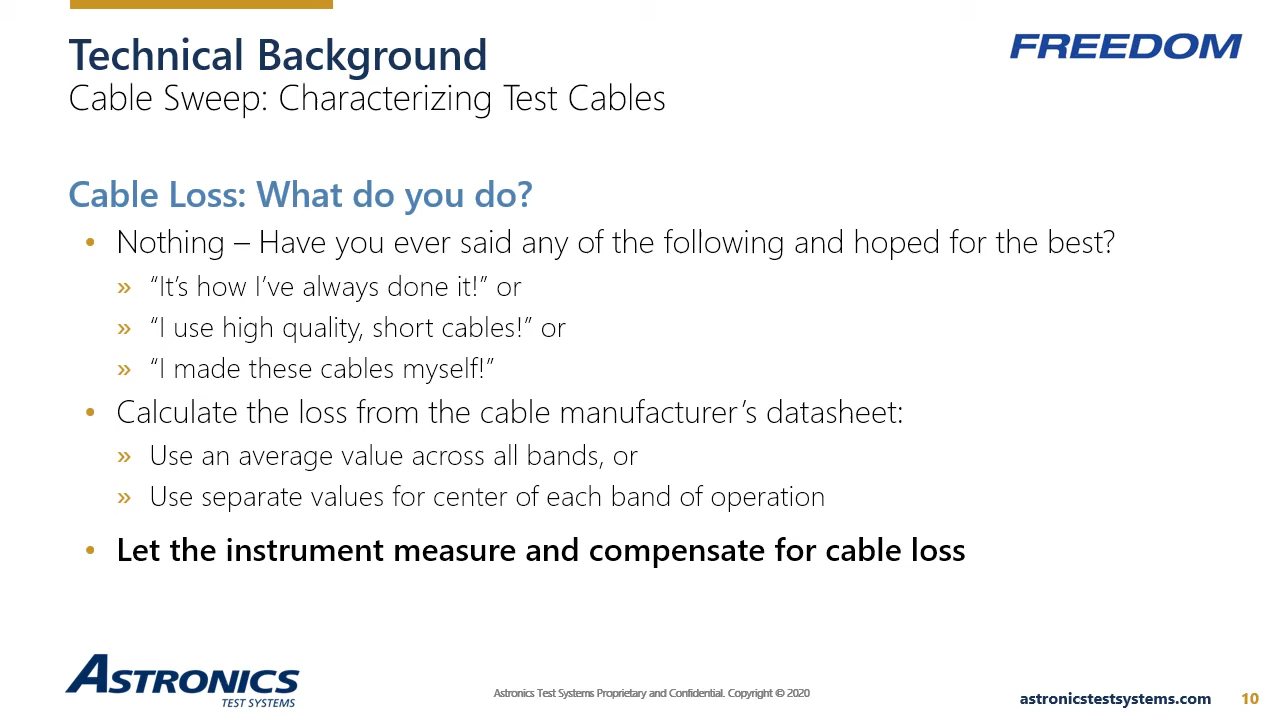 Technical Background
FREEDOM
Cable Sweep: Characterizing Test Cables
Cable Loss: What do you do?
• Nothing – Have you ever said any of the following and hoped for the best?
» “It’s how I’ve always done it!” or
» “I use high quality, short cables!” or
» “I made these cables myself!”
• Calculate the loss from the cable manufacturer’s datasheet:
» Use an average value across all bands, or
» Use separate values for center of each band of operation
• Let the instrument measure and compensate for cable loss
ASTRONICS
TEST SYSTEMS
Astronics Test Systems Proprietary and Confidential. Copyright © 2020
astronicstestsystems.com 10